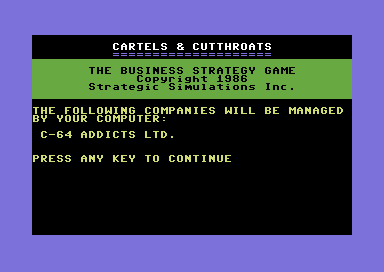 CARTELS & CUTTHROATS
====================
THE BUSINESS STRATEGY GAME
Copyright 1986
Strategic Simulations Inc.
THE FOLLOWING COMPANIES WILL BE MANAGED
BY YOUR COMPUTER:
C-64 ADDICTS LTD.
PRESS ANY KEY TO CONTINUE